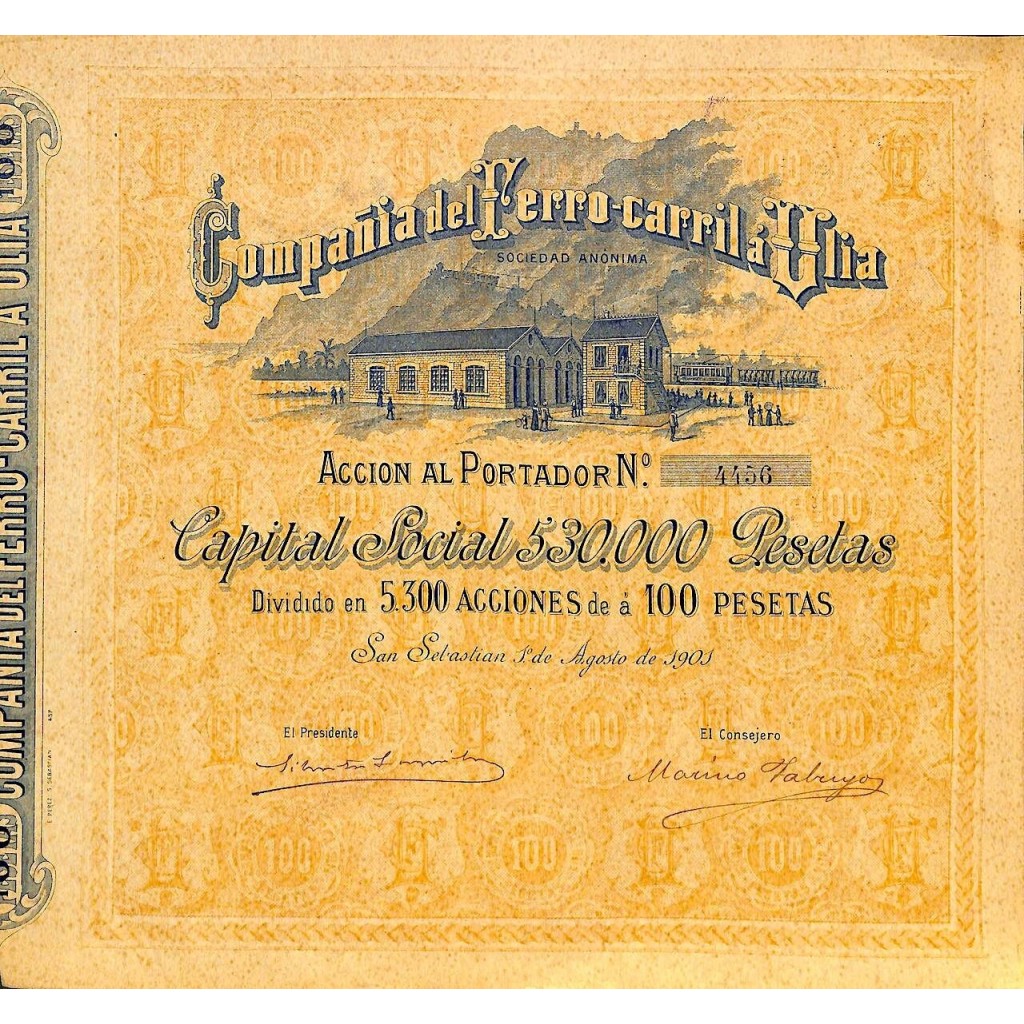 Compañia del Ferro-carril á Ulia
SOCIEDAD ANÓNIMA
ACCION AL PORTADOR Nº. 4456
Capital Social 530.000 Pesetas
Dividido en 5.300 ACCIONES de á 100 PESETAS
San Sebastian 1º de Agosto de 1901
El Presidente
El Consejero
Marino
COMPAÑIA DEL FERRO-CARRIL A ULIA